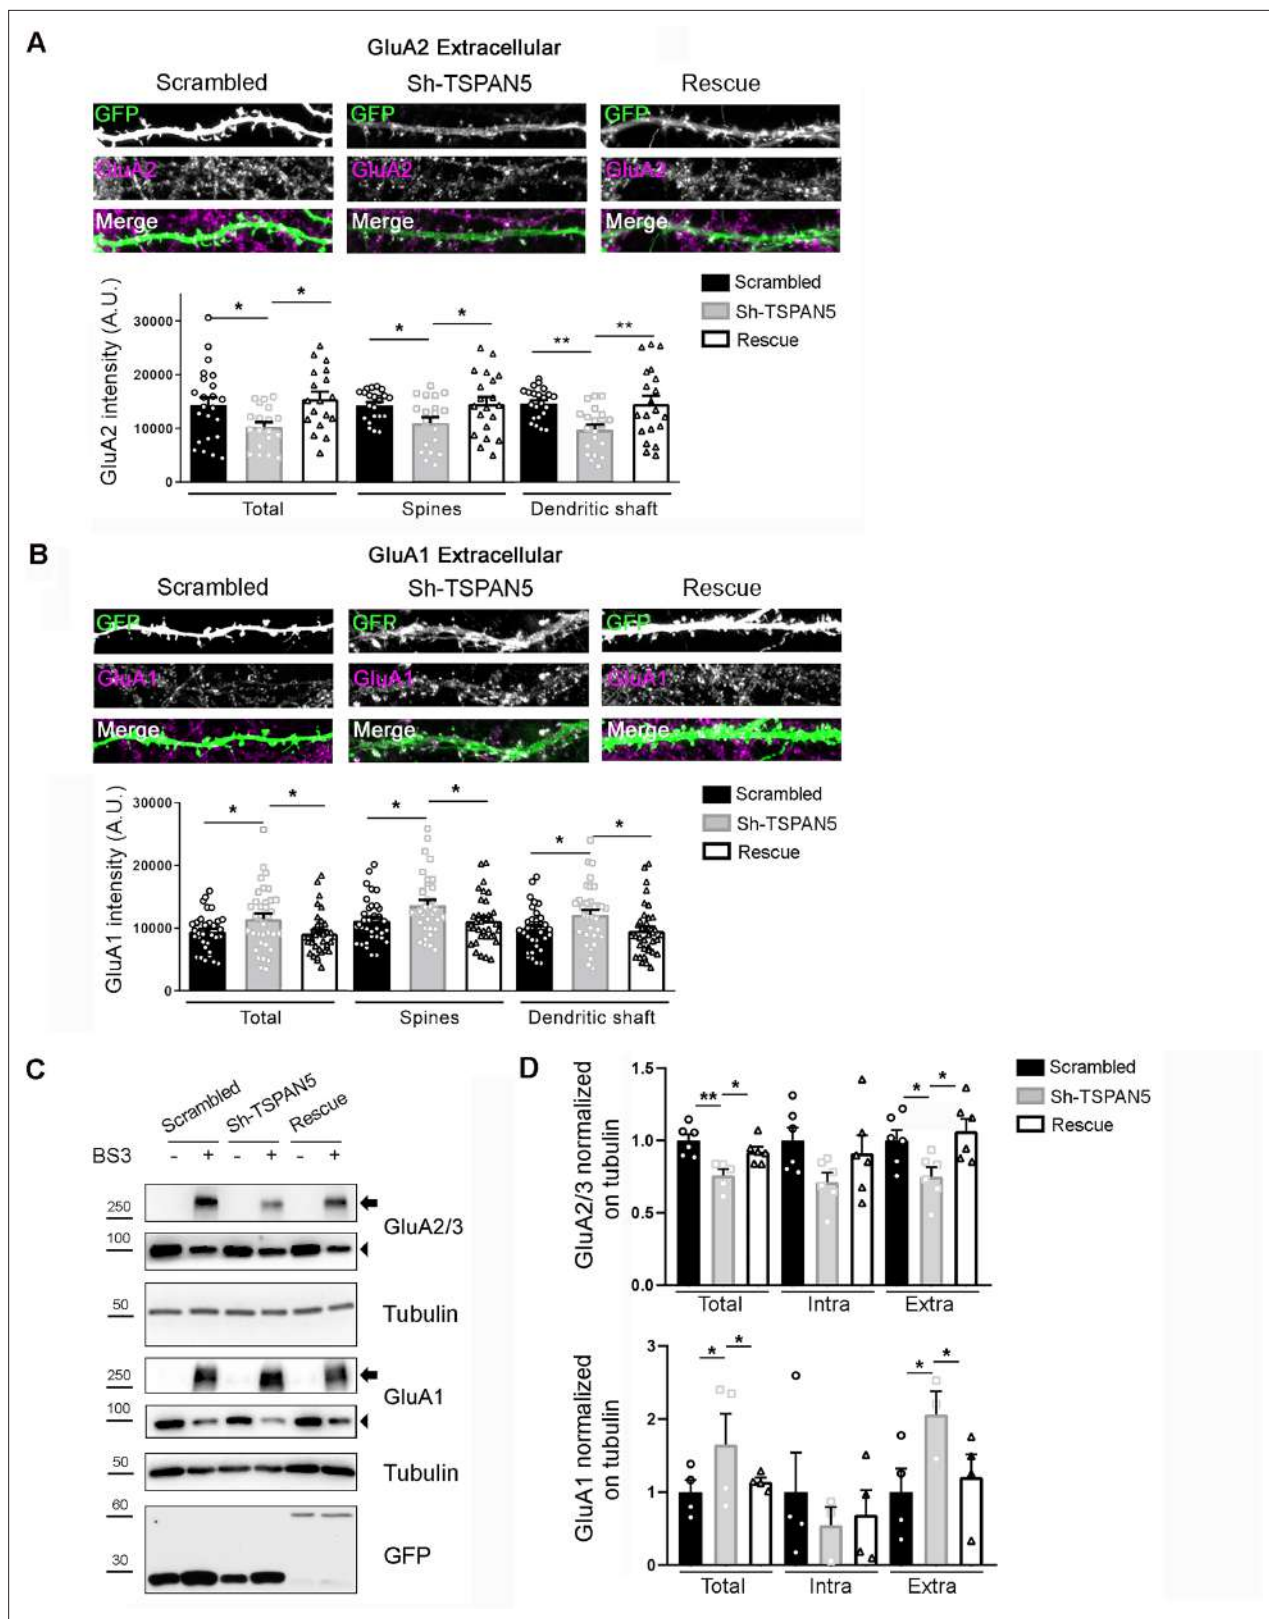 A
GluA2 Extracellular
Scrambled Sh-TSPAN5 Rescue
GFP GFP GFP
GluA2 GluA2 GluA2
Merge Merge Merge
Scrambled
Sh-TSPAN5
Rescue
GluA2 intensity (A.U.)
30000
20000
10000
0
* * * * ** **
Total Spines Dendritic shaft
B
GluA1 Extracellular
Scrambled Sh-TSPAN5 Rescue
GFP GFP GFP
GluA1 GluA1 GluA1
Merge Merge Merge
Scrambled
Sh-TSPAN5
Rescue
GluA1 intensity (A.U.)
30000
20000
10000
0
* * * * * *
Total Spines Dendritic shaft
C
Scrambled Sh-TSPAN5 Rescue
BS3 - + - + - +
250
GluA2/3
100
50 Tubulin
250
GluA1
100
50 Tubulin
60
GFP
30
D
Scrambled
Sh-TSPAN5
Rescue
GluA2/3 normalized
on tubulin
1.5
1.0
0.5
0.0
** * * *
Total Intra Extra
GluA1 normalized
on tubulin
3
2
1
0
* * * *
Total Intra Extra